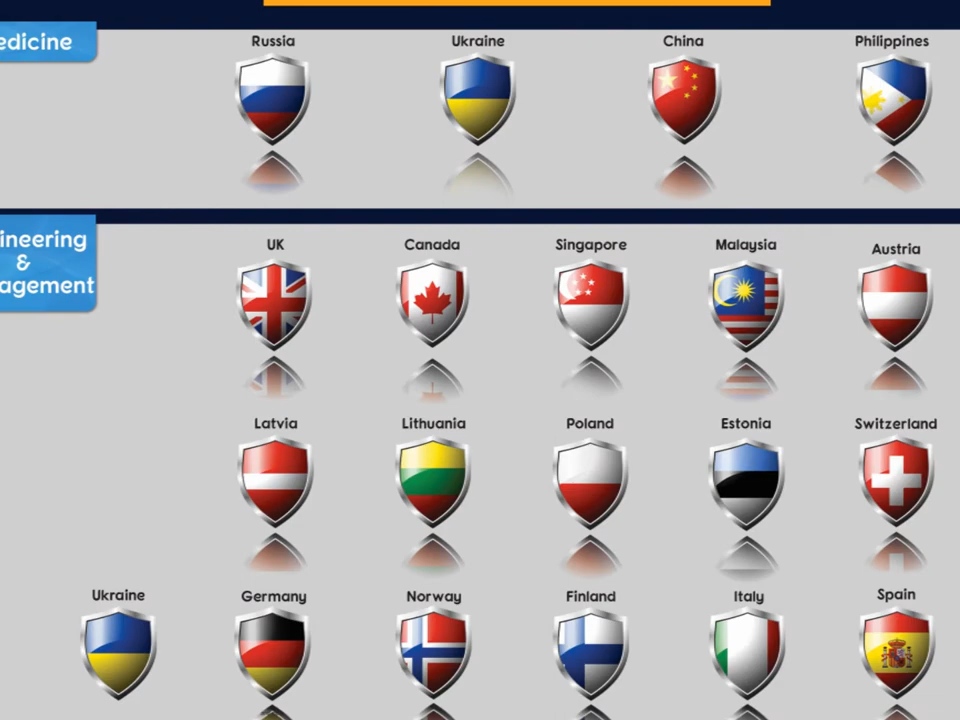 edicine
Russia
Ukraine
China
Philippines
ineering
&
agement
UK
Canada
Singapore
Malaysia
Austria
Latvia
Lithuania
Poland
Estonia
Switzerland
Ukraine
Germany
Norway
Finland
Italy
Spain